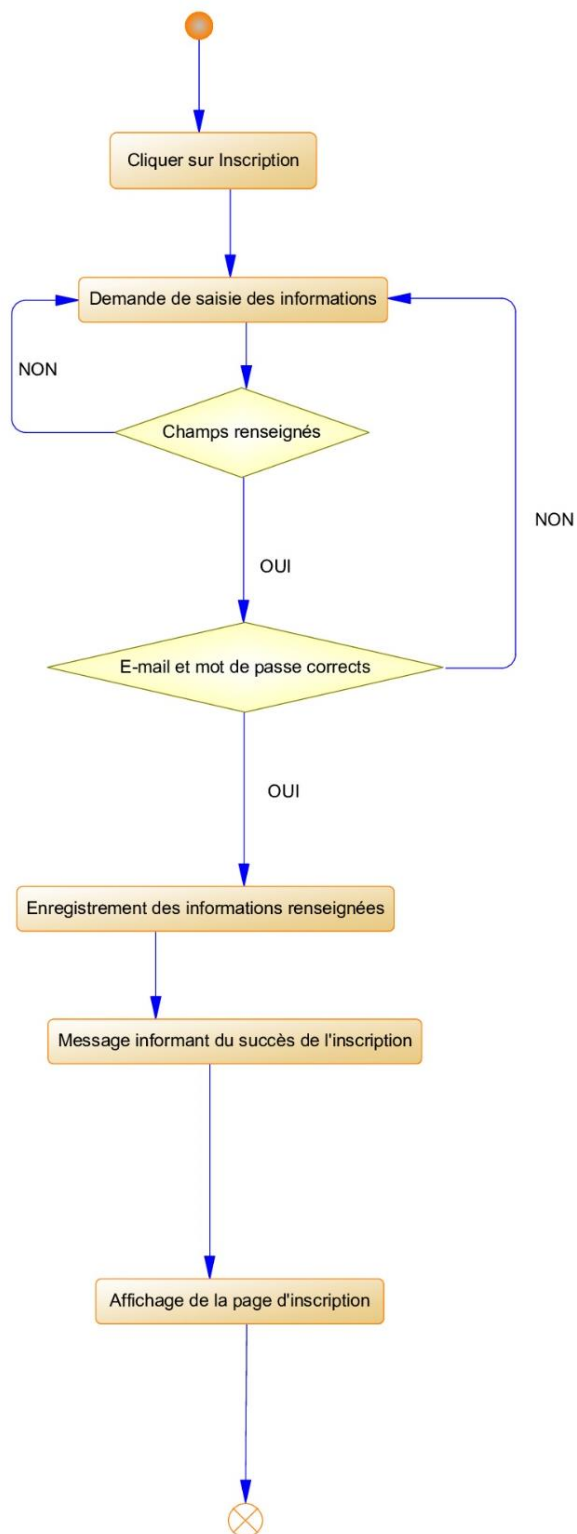 Cliquer sur Inscription
Demande de saisie des informations
NON
Champs renseignés
NON
OUI
E-mail et mot de passe corrects
OUI
Enregistrement des informations renseignées
Message informant du succès de l'inscription
Affichage de la page d'inscription